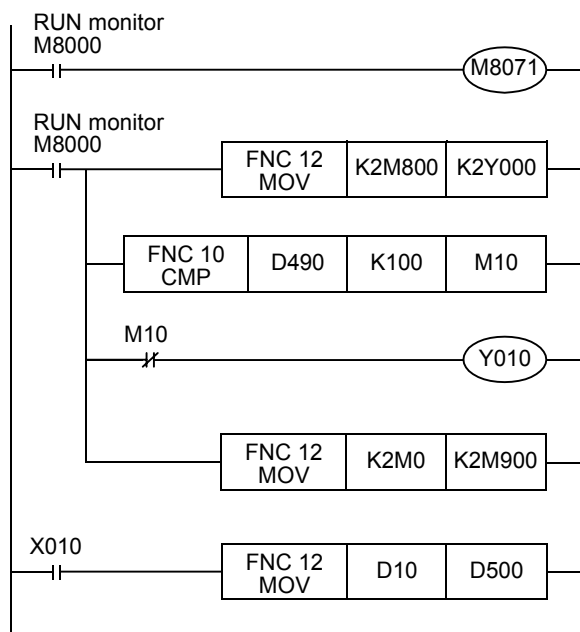 RUN monitor
M8000
M8071
RUN monitor
M8000
FNC 12
MOV
K2M800
K2Y000
FNC 10
CMP
D490
K100
M10
M10
Y010
FNC 12
MOV
K2M0
K2M900
X010
FNC 12
MOV
D10
D500